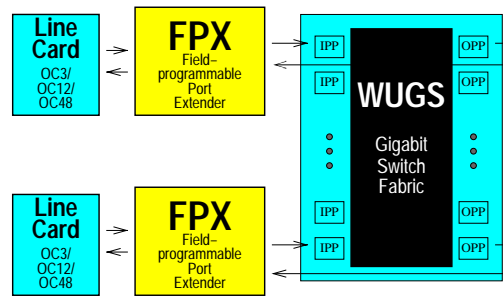 Line
Card
OC3/
OC12/
OC48
FPX
Field-
programmable
Port
Extender
IPP
IPP
WUGS
Gigabit
Switch
Fabric
OPP
OPP
Line
Card
OC3/
OC12/
OC48
FPX
Field-
programmable
Port
Extender
IPP
IPP
OPP
OPP